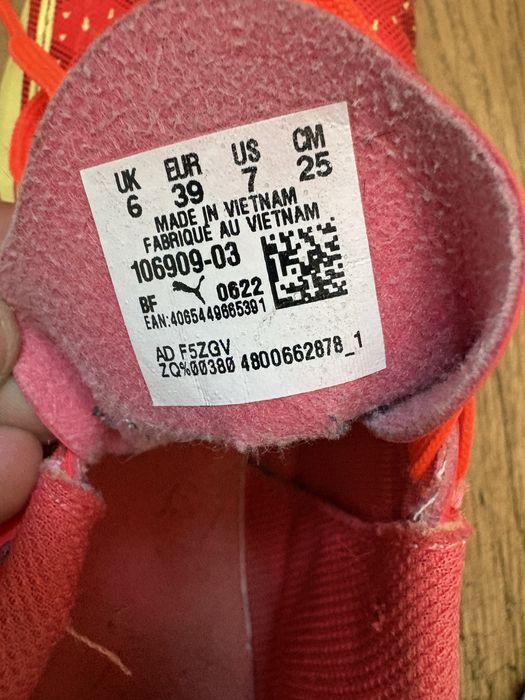 UK EUR US CM
6 39 7 25
MADE IN VIETNAM
FABRIQUÉ AU VIETNAM
106909-03
BF 0622
EAN:4065449665391
AD F5ZGV
ZQ%00380 4800662878_1